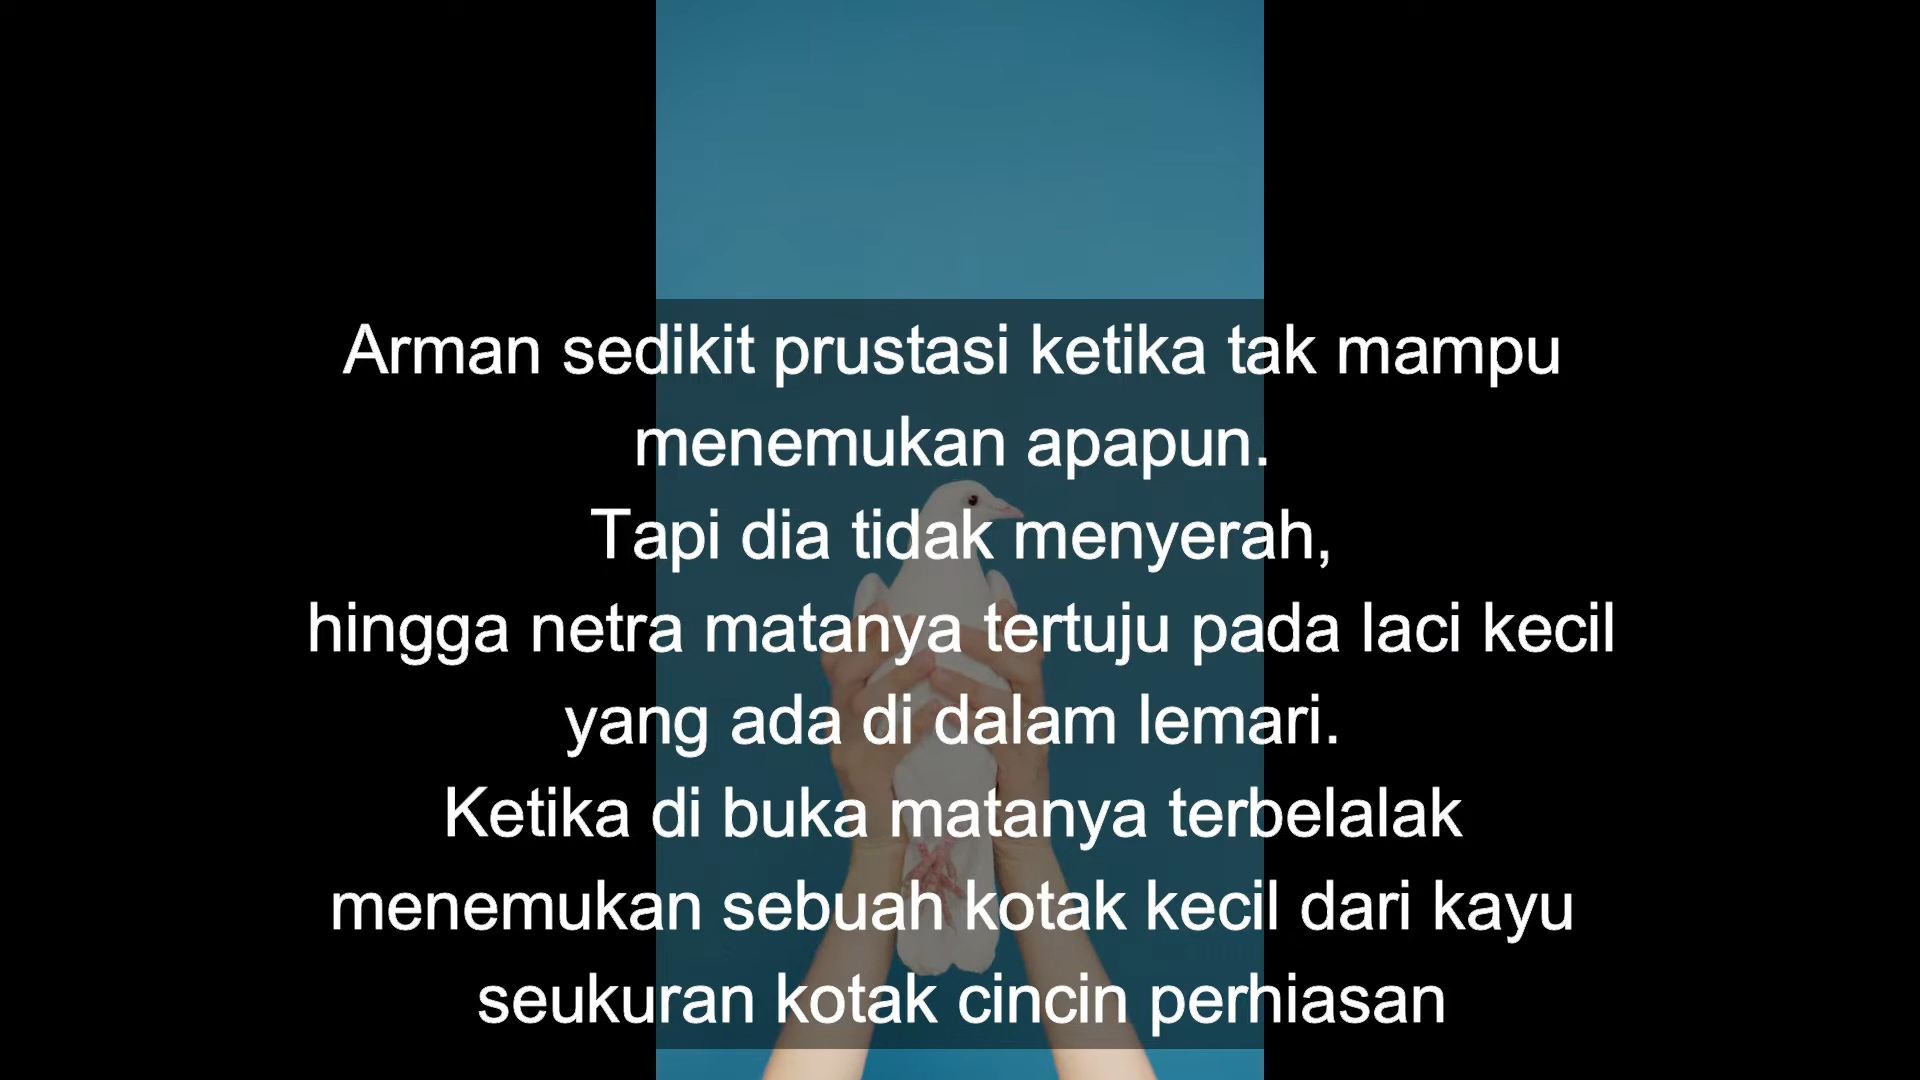 Arman sedikit prustasi ketika tak mampu
menemukan apapun.
Tapi dia tidak menyerah,
hingga netra matanya tertuju pada laci kecil
yang ada di dalam lemari.
Ketika di buka matanya terbelalak
menemukan sebuah kotak kecil dari kayu
seukuran kotak cincin perhiasan